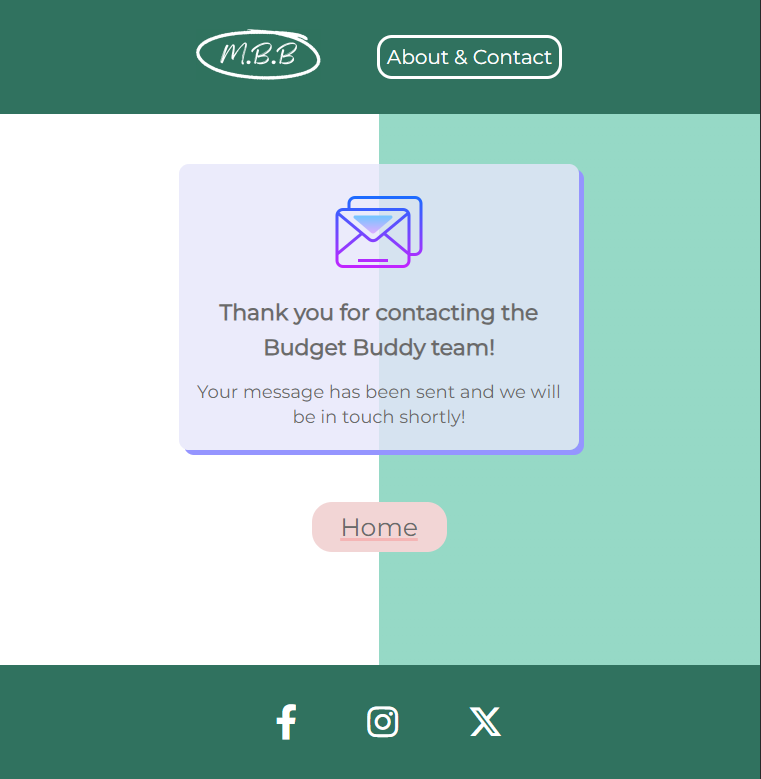 M.B.B
About & Contact
Thank you for contacting the
Budget Buddy team!
Your message has been sent and we will
be in touch shortly!
Home